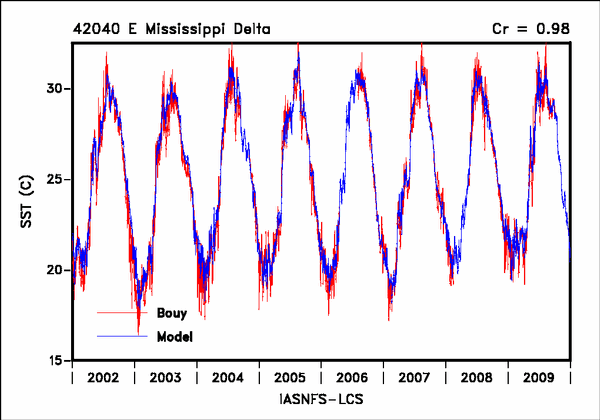 42040 E Mississippi Delta
Cr = 0.98
30
25
20
15
SST (C)
Bouy
Model
2002 2003 2004 2005 2006 2007 2008 2009
IASNFS-LCS